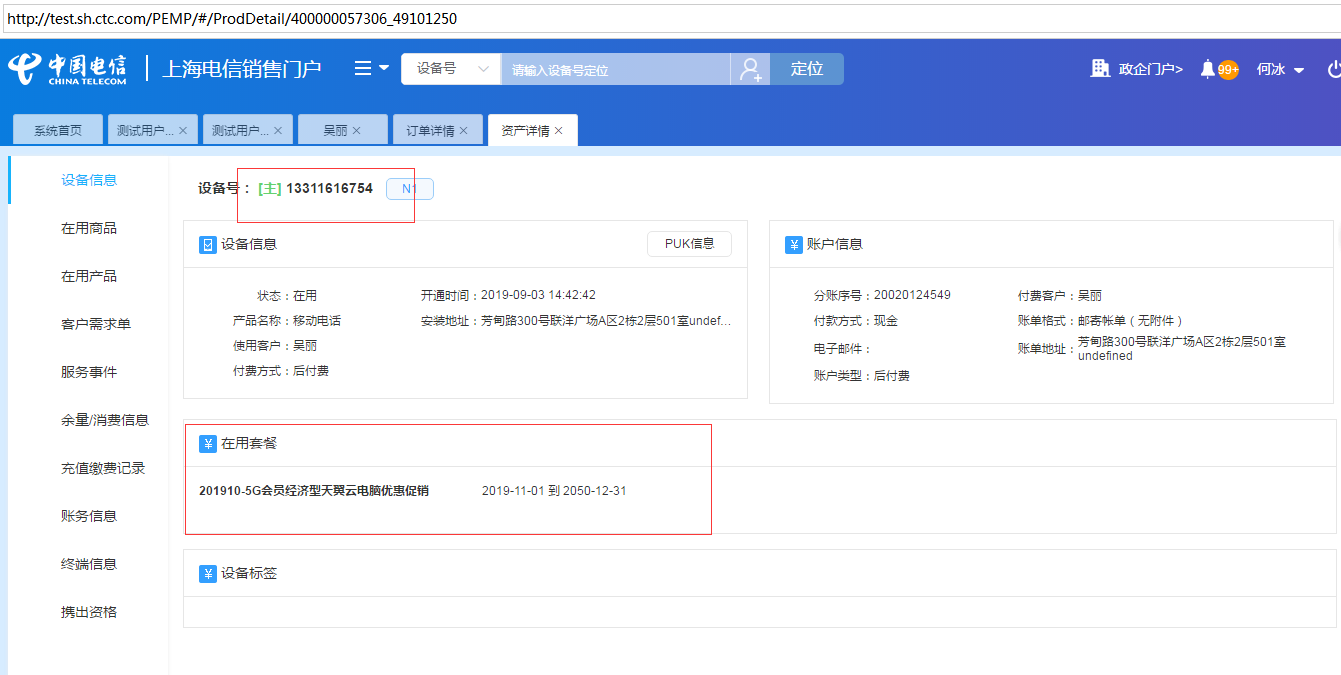 http://test.sh.ctc.com/PEMP/#/ProdDetail/400000057306_49101250
中国电信
CHINA TELECOM
上海电信销售门户
设备号
请输入设备号定位
定位
政企门户>
99+
何冰
系统首页
测试用户... ×
测试用户... ×
吴丽 ×
订单详情 ×
资产详情 ×
设备信息
在用商品
在用产品
客户需求单
服务事件
余量/消费信息
充值缴费记录
账务信息
终端信息
携出资格
设备号： [主] 13311616754 N1
设备信息
PUK信息
状态：在用
开通时间：2019-09-03 14:42:42
产品名称：移动电话
安装地址：芳甸路300号联洋广场A区2栋2层501室undef...
使用客户：吴丽
付费方式：后付费
¥ 账户信息
分账序号：20020124549
付费客户：吴丽
付款方式：现金
账单格式：邮寄帐单（无附件）
电子邮件：
账单地址：芳甸路300号联洋广场A区2栋2层501室
undefined
账户类型：后付费
¥ 在用套餐
201910-5G会员经济型天翼云电脑优惠促销
2019-11-01 到 2050-12-31
¥ 设备标签